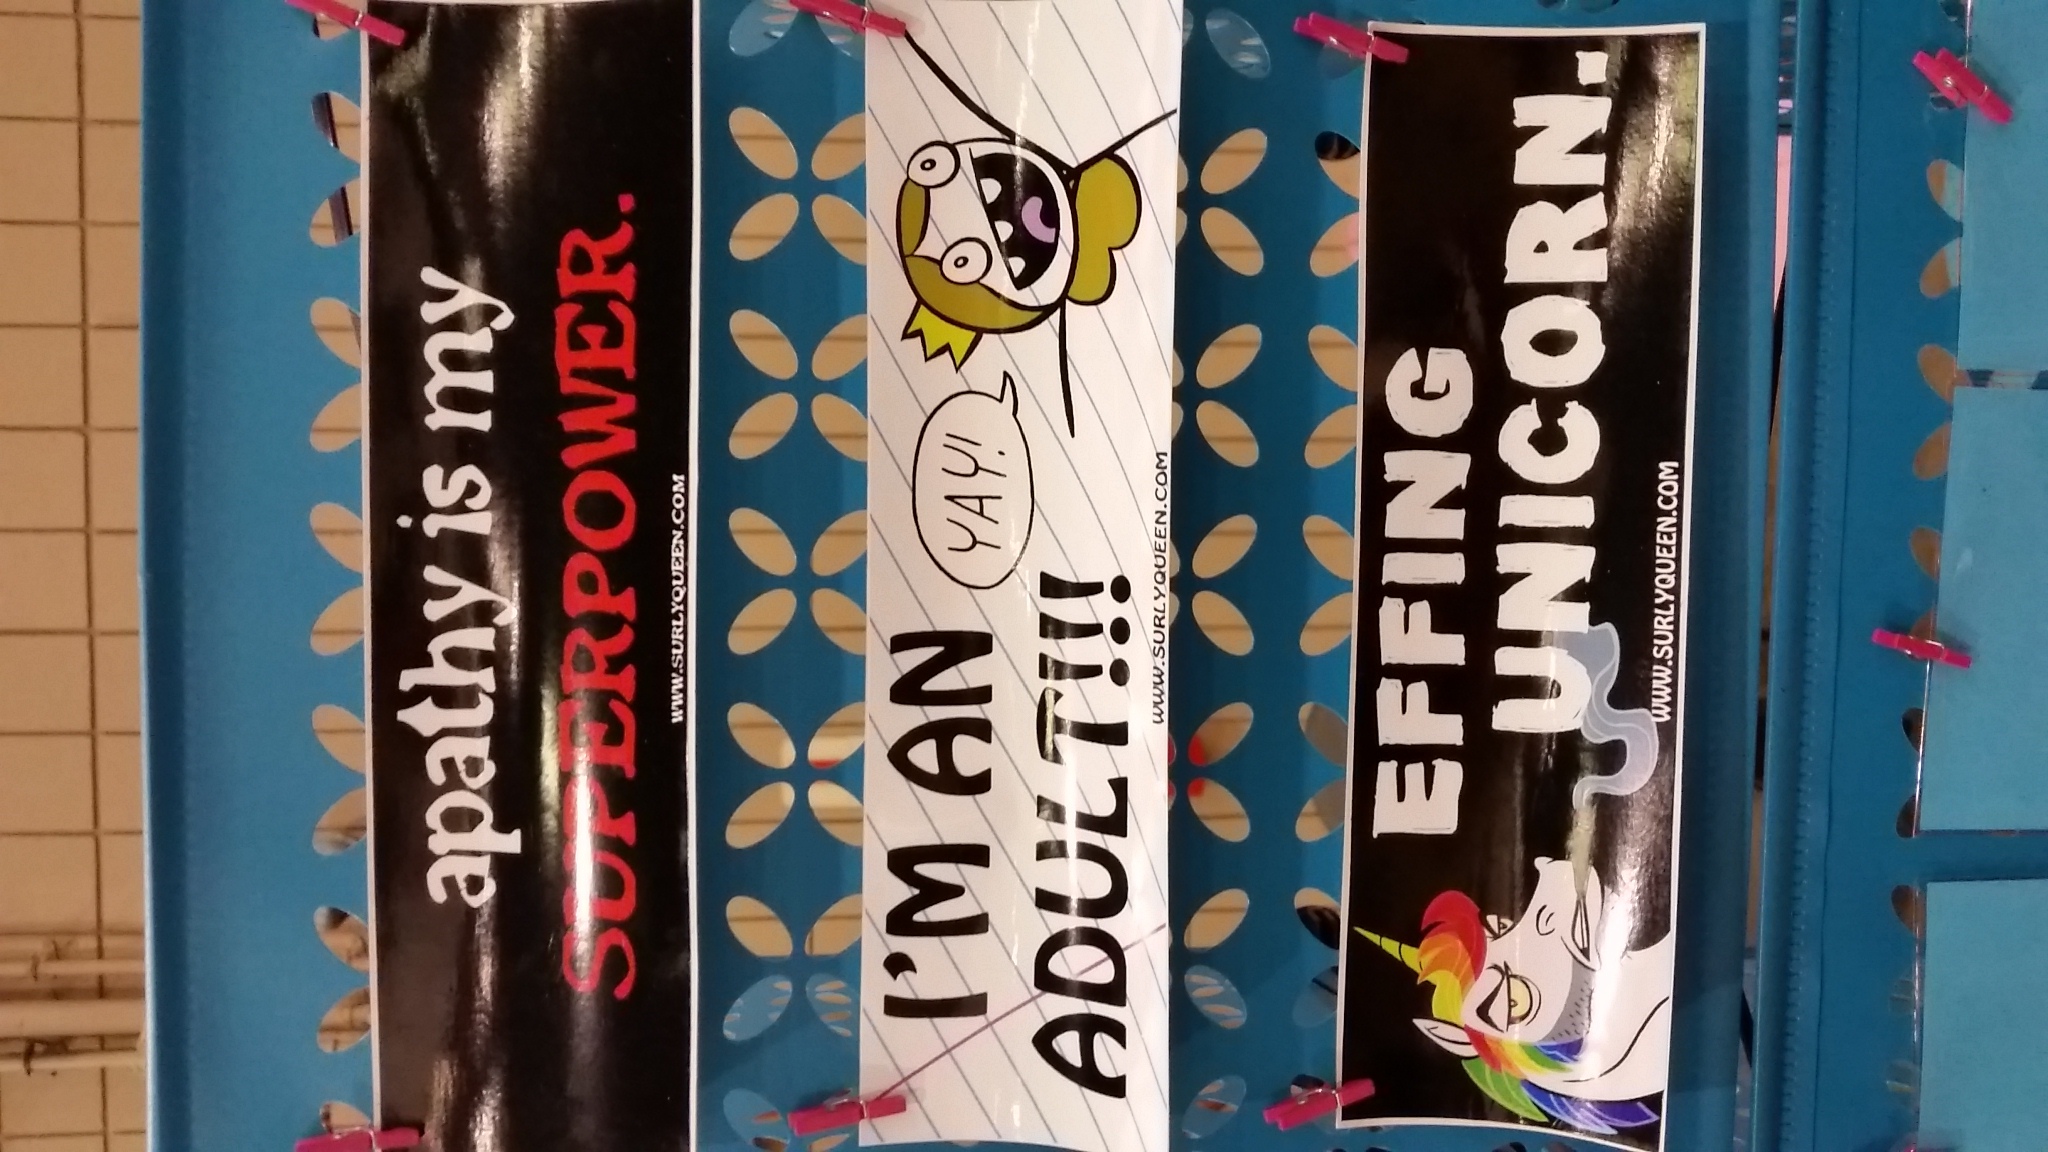 apathy is my
SUPERPOWER.
WWW.SURLYQUEEN.COM
I'M AN
ADULT!!!
YAY!!
WWW.SURLYQUEEN.COM
EFFING
UNICORN.
WWW.SURLYQUEEN.COM